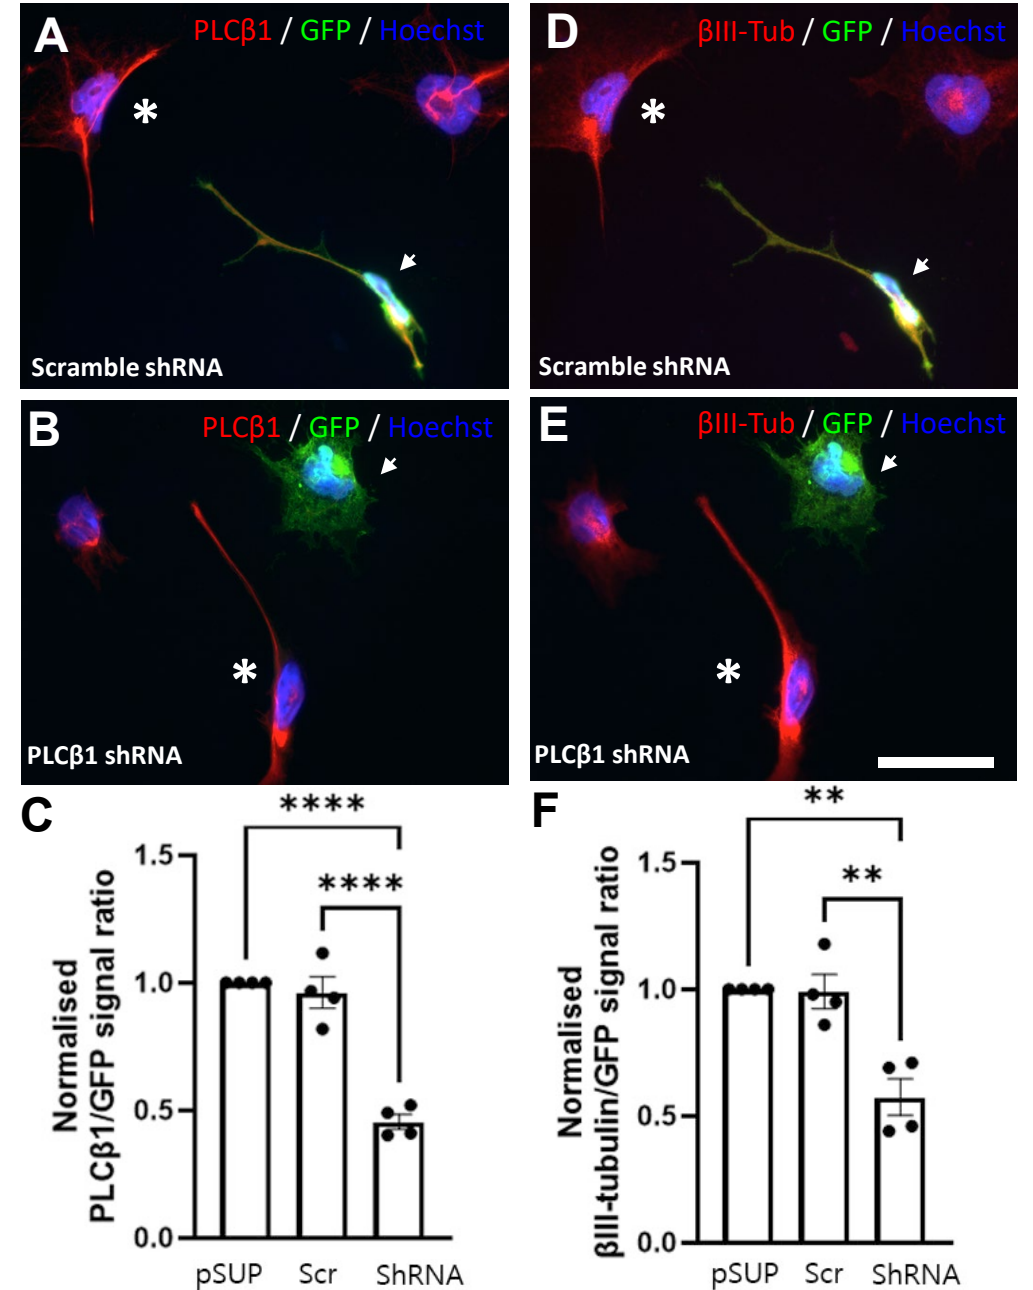 A
PLCβ1 / GFP / Hoechst
*
Scramble shRNA
D
βIII-Tub / GFP / Hoechst
*
Scramble shRNA
B
PLCβ1 / GFP / Hoechst
*
PLCβ1 shRNA
E
βIII-Tub / GFP / Hoechst
*
PLCβ1 shRNA
C
Normalised
PLCβ1/GFP signal ratio
1.5
1.0
0.5
0.0
****
****
pSUP Scr ShRNA
F
Normalised
βIII-tubulin/GFP signal ratio
1.5
1.0
0.5
0.0
**
**
pSUP Scr ShRNA